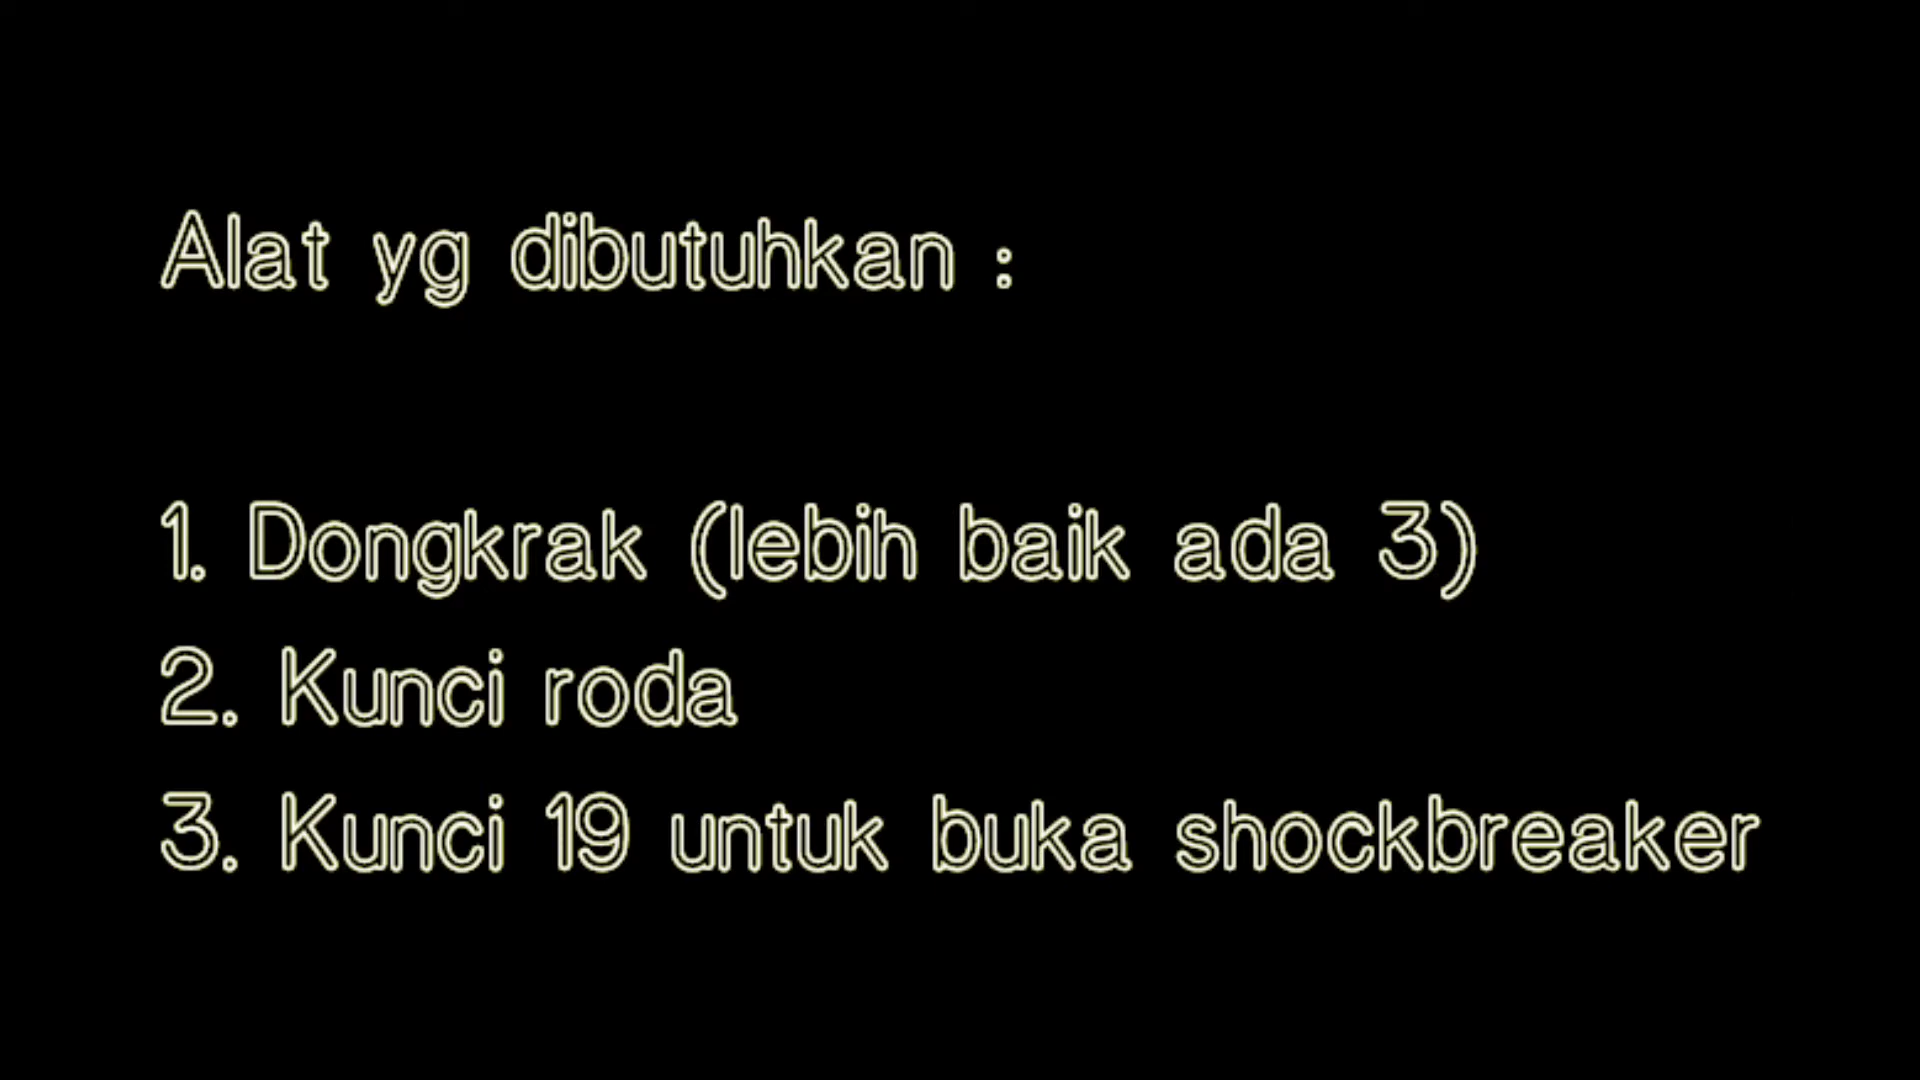 Alat yg dibutuhkan :
1. Dongkrak (lebih baik ada 3)
2. Kunci roda
3. Kunci 19 untuk buka shockbreaker